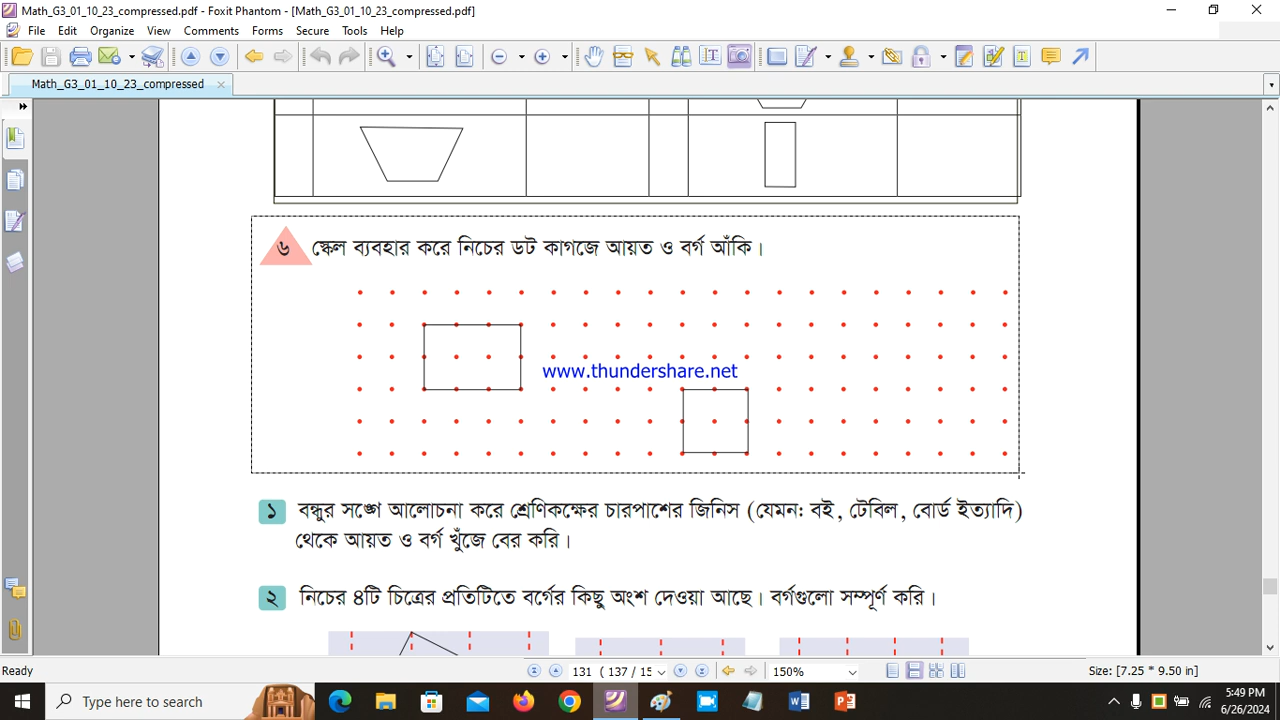 Math_G3_01_10_23_compressed.pdf - Foxit Phantom - [Math_G3_01_10_23_compressed.pdf]
File Edit Organize View Comments Forms Secure Tools Help
Math_G3_01_10_23_compressed
৬ স্কেল ব্যবহার করে নিচের ডট কাগজে আয়ত ও বর্গ আঁকি।
www.thundershare.net
১ বন্ধুর সঙ্গে আলোচনা করে শ্রেণিকক্ষের চারপাশের জিনিস (যেমন: বই, টেবিল, বোর্ড ইত্যাদি)
থেকে আয়ত ও বর্গ খুঁজে বের করি।
২ নিচের ৪টি চিত্রের প্রতিটিতে বর্গের কিছু অংশ দেওয়া আছে। বর্গগুলো সম্পূর্ণ করি।
Ready 131 ( 137 / 15 150% Size: [7.25 * 9.50 in]
Type here to search 5:49 PM
6/26/2024